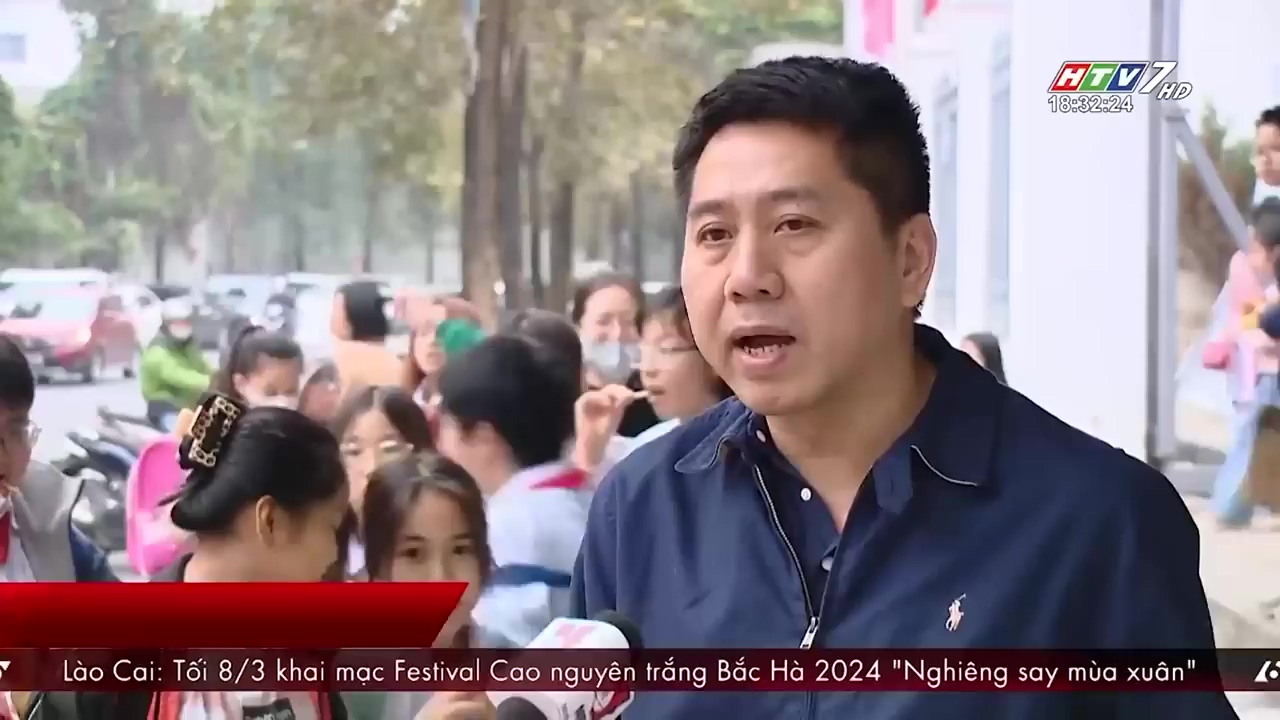 HTV7 HD
18:32:24
Lào Cai: Tối 8/3 khai mạc Festival Cao nguyên trắng Bắc Hà 2024 "Nghiêng say mùa xuân"